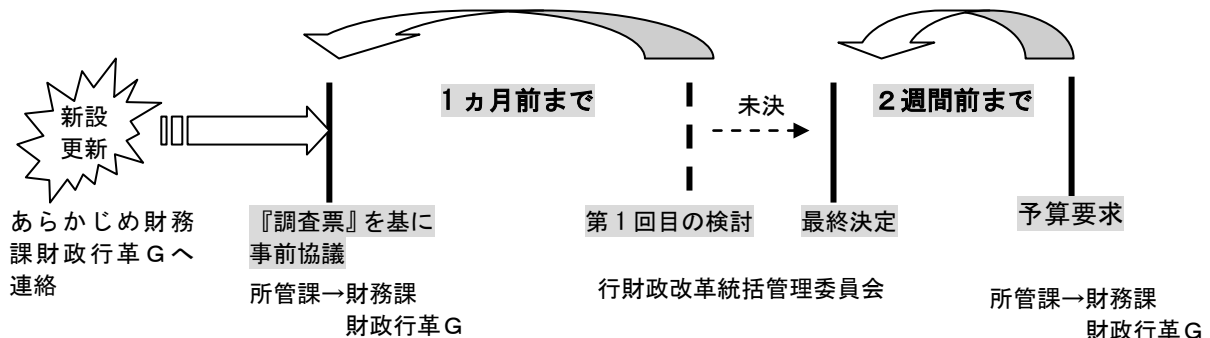 １ヵ月前まで
２週間前まで
未決
新設
更新
あらかじめ財務
課財政行革Ｇへ
連絡
『調査票』を基に
事前協議
所管課→財務課
財政行革Ｇ
第１回目の検討
最終決定
行財政改革統括管理委員会
予算要求
所管課→財務課
財政行革Ｇ